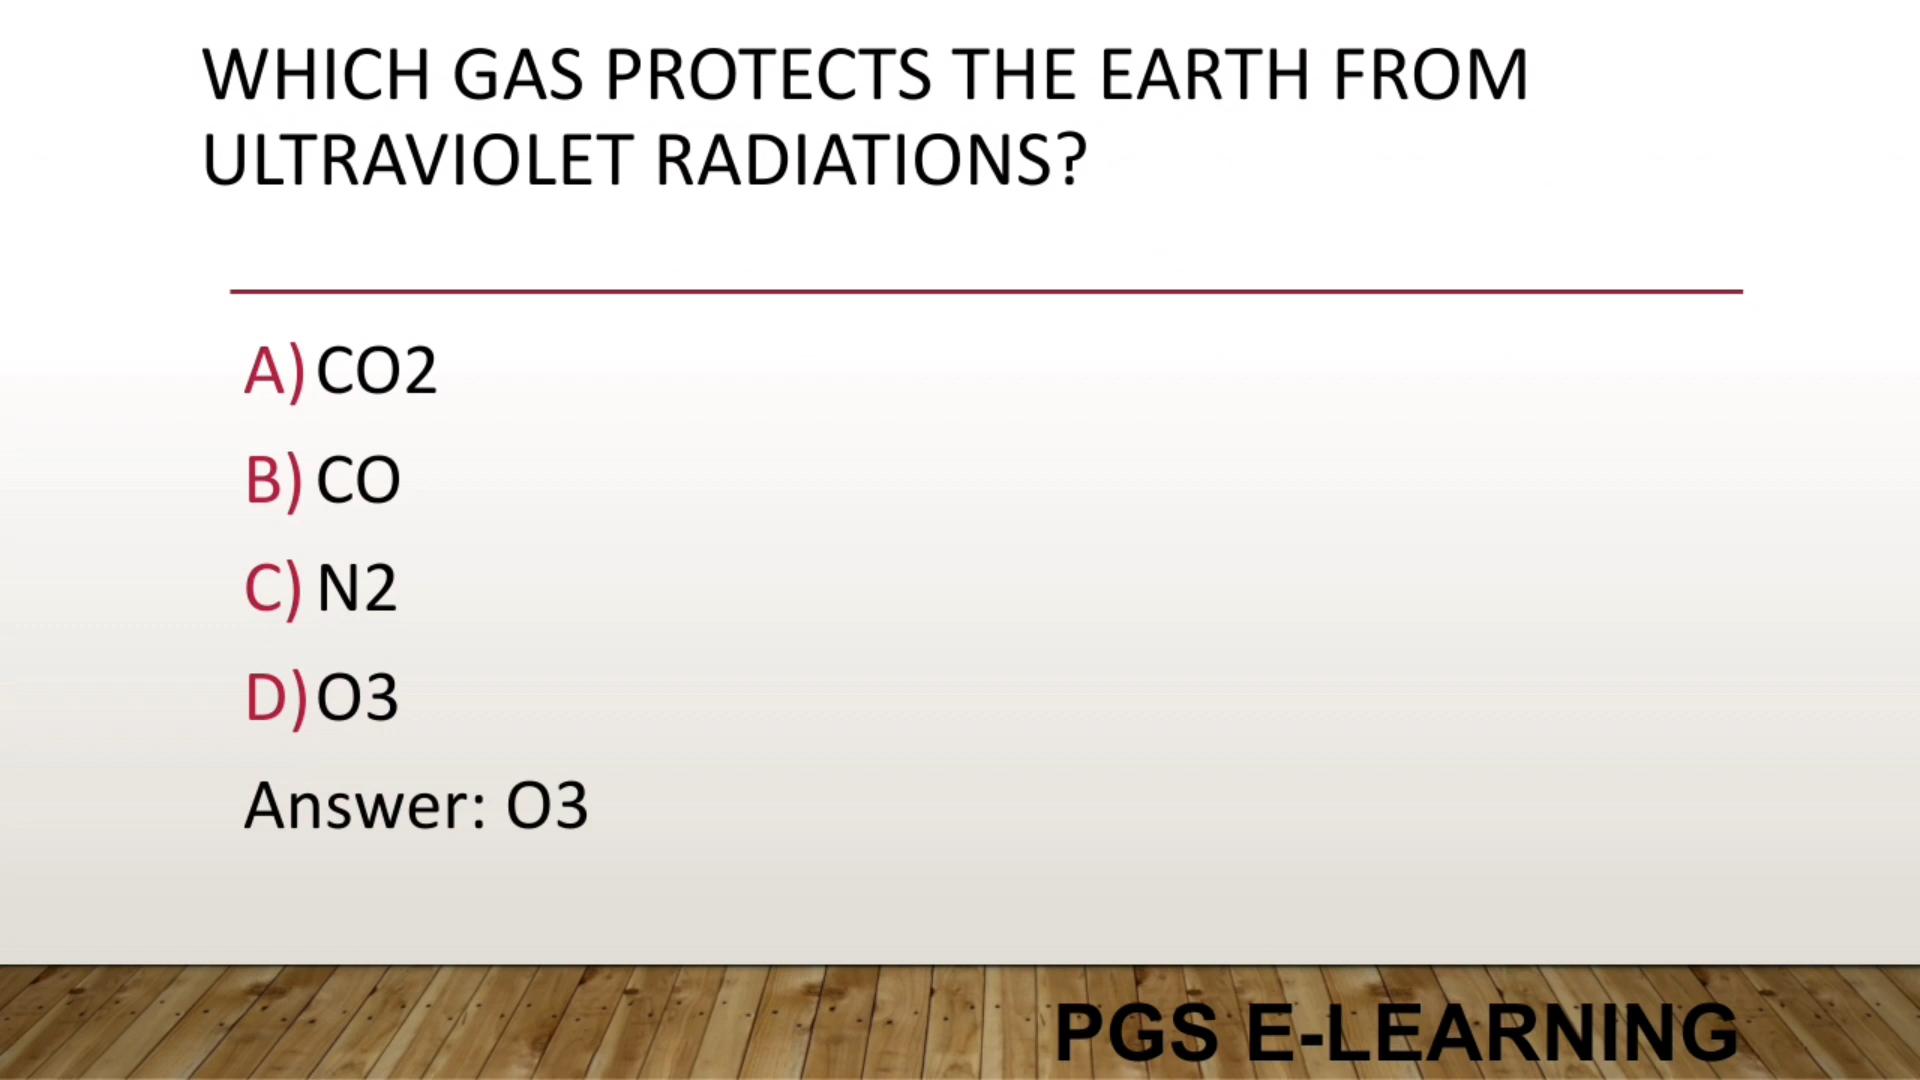 WHICH GAS PROTECTS THE EARTH FROM
ULTRAVIOLET RADIATIONS?
A) CO2
B) CO
C) N2
D) O3
Answer: O3
PGS E-LEARNING